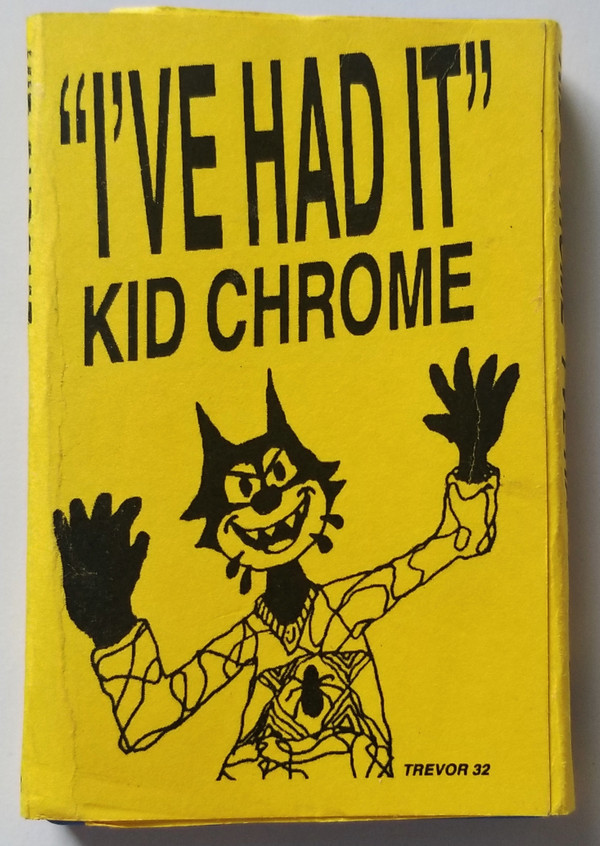 “I’VE HAD IT”
KID CHROME
TREVOR 32